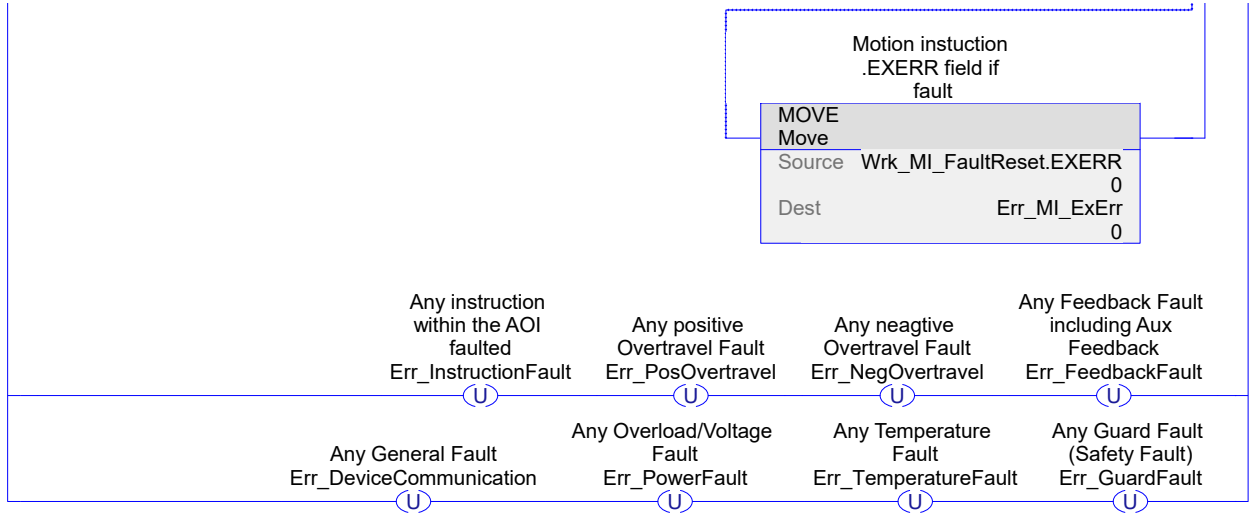 Motion instuction
.EXERR field if
fault
MOVE
Move
Source Wrk_MI_FaultReset.EXERR
0
Dest Err_MI_ExErr
0
Any instruction
within the AOI
faulted
Err_InstructionFault
U
Any positive
Overtravel Fault
Err_PosOvertravel
U
Any neagtive
Overtravel Fault
Err_NegOvertravel
U
Any Feedback Fault
including Aux
Feedback
Err_FeedbackFault
U
Any General Fault
Err_DeviceCommunication
U
Any Overload/Voltage
Fault
Err_PowerFault
U
Any Temperature
Fault
Err_TemperatureFault
U
Any Guard Fault
(Safety Fault)
Err_GuardFault
U